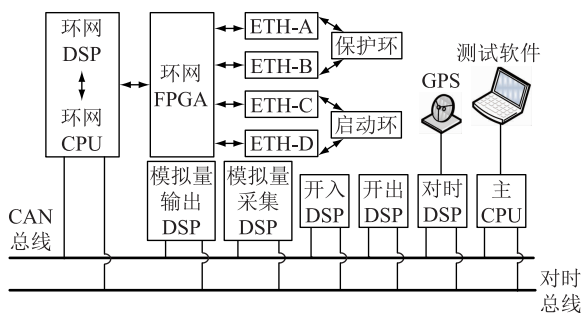 环网
DSP
环网
CPU
环网
FPGA
ETH-A
ETH-B
ETH-C
ETH-D
保护环
启动环
GPS
测试软件
模拟量
输出
DSP
模拟量
采集
DSP
开入
DSP
开出
DSP
对时
DSP
主
CPU
CAN
总线
对时
总线